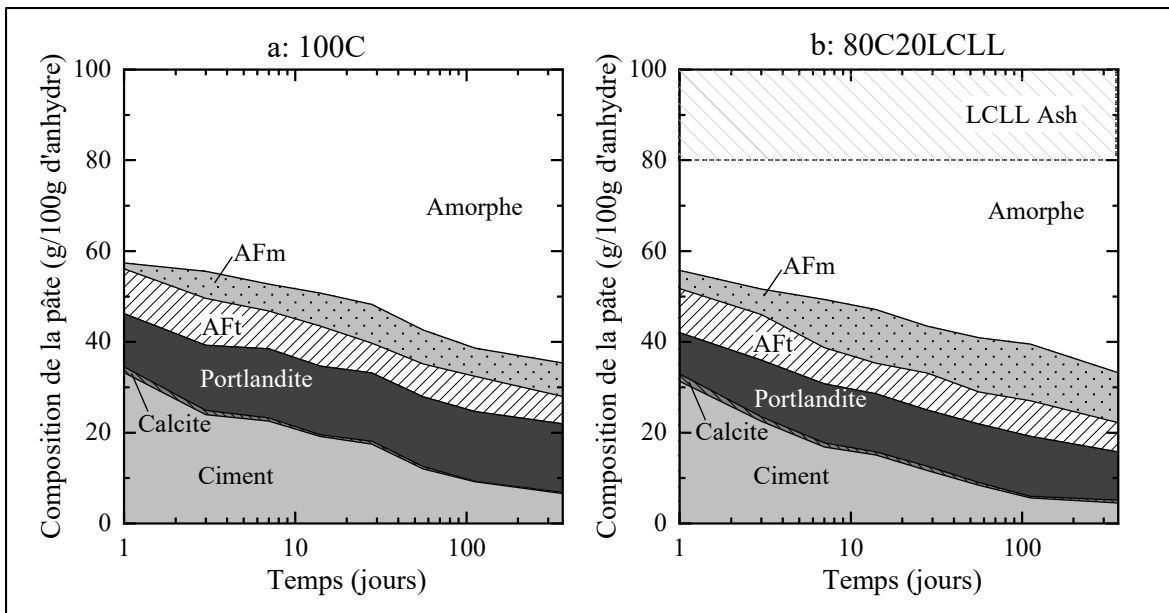 a: 100C
Composition de la pâte (g/100g d'anhydre)
100
80
60
40
20
0
Amorphe
AFm
AFt
Portlandite
Calcite
Ciment
1
10
100
Temps (jours)
b: 80C20LCLL
Composition de la pâte (g/100g d'anhydre)
100
80
60
40
20
0
LCLL Ash
Amorphe
AFm
AFt
Portlandite
Calcite
Ciment
1
10
100
Temps (jours)